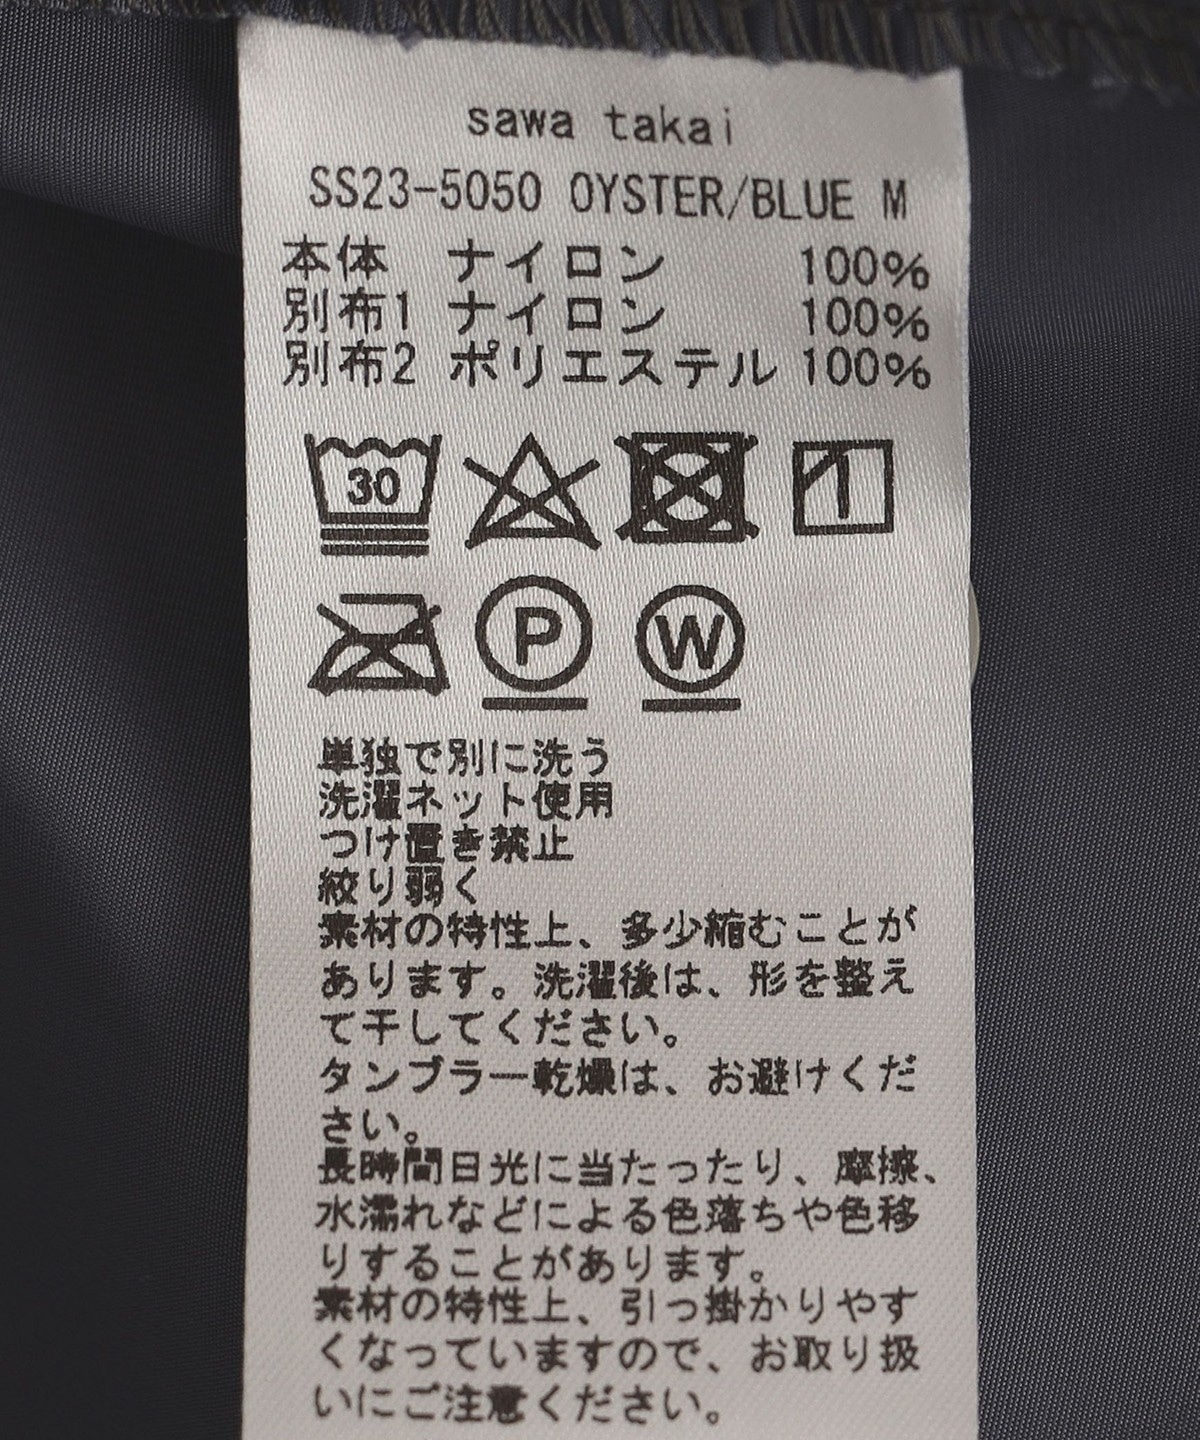 sawa takai
SS23-5050 OYSTER/BLUE M
本体 ナイロン 100%
別布1 ナイロン 100%
別布2 ポリエステル 100%
30
P W
単独で別に洗う
洗濯ネット使用
つけ置き禁止
絞り弱く
素材の特性上、多少縮むことが
あります。洗濯後は、形を整え
て干してください。
タンブラー乾燥は、お避けくだ
さい。
長時間日光に当たったり、摩擦、
水濡れなどによる色落ちや色移
りすることがあります。
素材の特性上、引っ掛かりやす
くなっていますので、お取り扱
いにご注意ください。